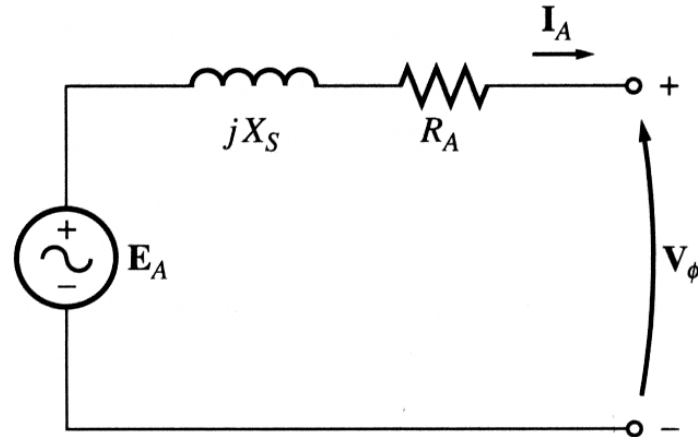 I_A
+
jX_S
R_A
+
E_A
−
V_ϕ
−